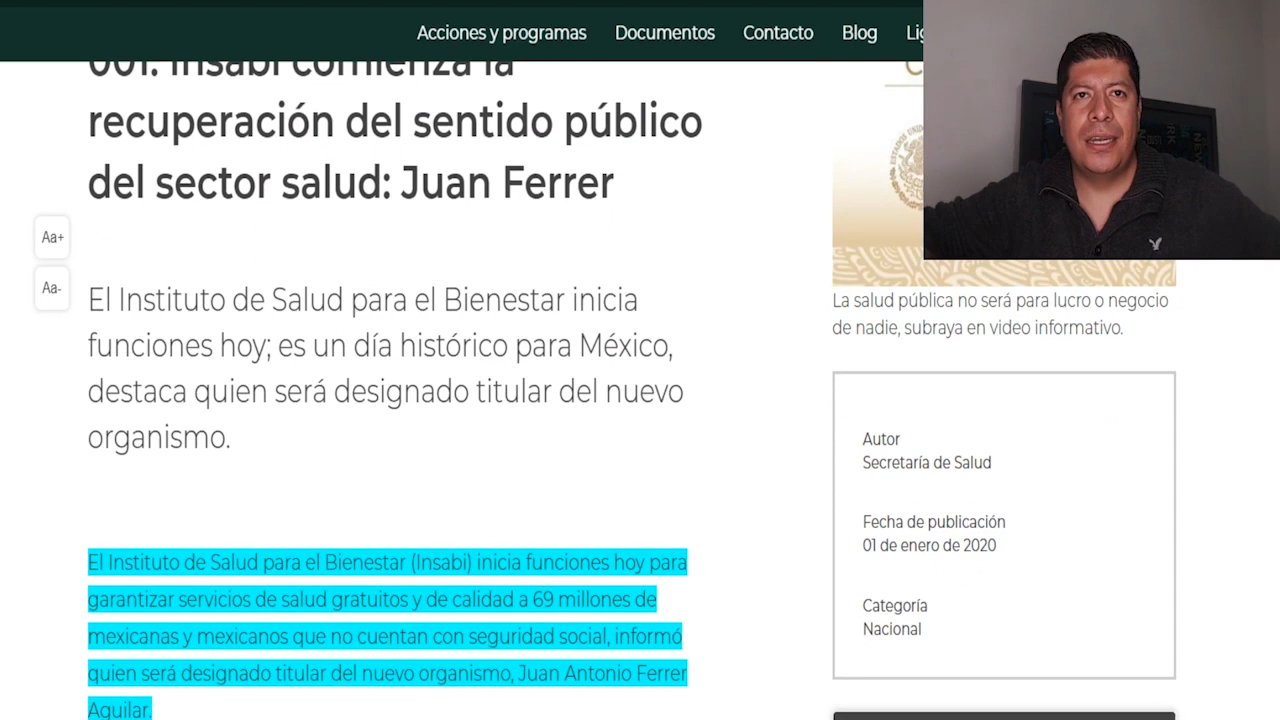 Acciones y programas Documentos Contacto Blog
001. Insabi comienza la
recuperación del sentido público
del sector salud: Juan Ferrer
Aa+
Aa-
El Instituto de Salud para el Bienestar inicia
funciones hoy; es un día histórico para México,
destaca quien será designado titular del nuevo
organismo.
El Instituto de Salud para el Bienestar (Insabi) inicia funciones hoy para
garantizar servicios de salud gratuitos y de calidad a 69 millones de
mexicanas y mexicanos que no cuentan con seguridad social, informó
quien será designado titular del nuevo organismo, Juan Antonio Ferrer
Aguilar.
La salud pública no será para lucro o negocio
de nadie, subraya en video informativo.
Autor
Secretaría de Salud
Fecha de publicación
01 de enero de 2020
Categoría
Nacional